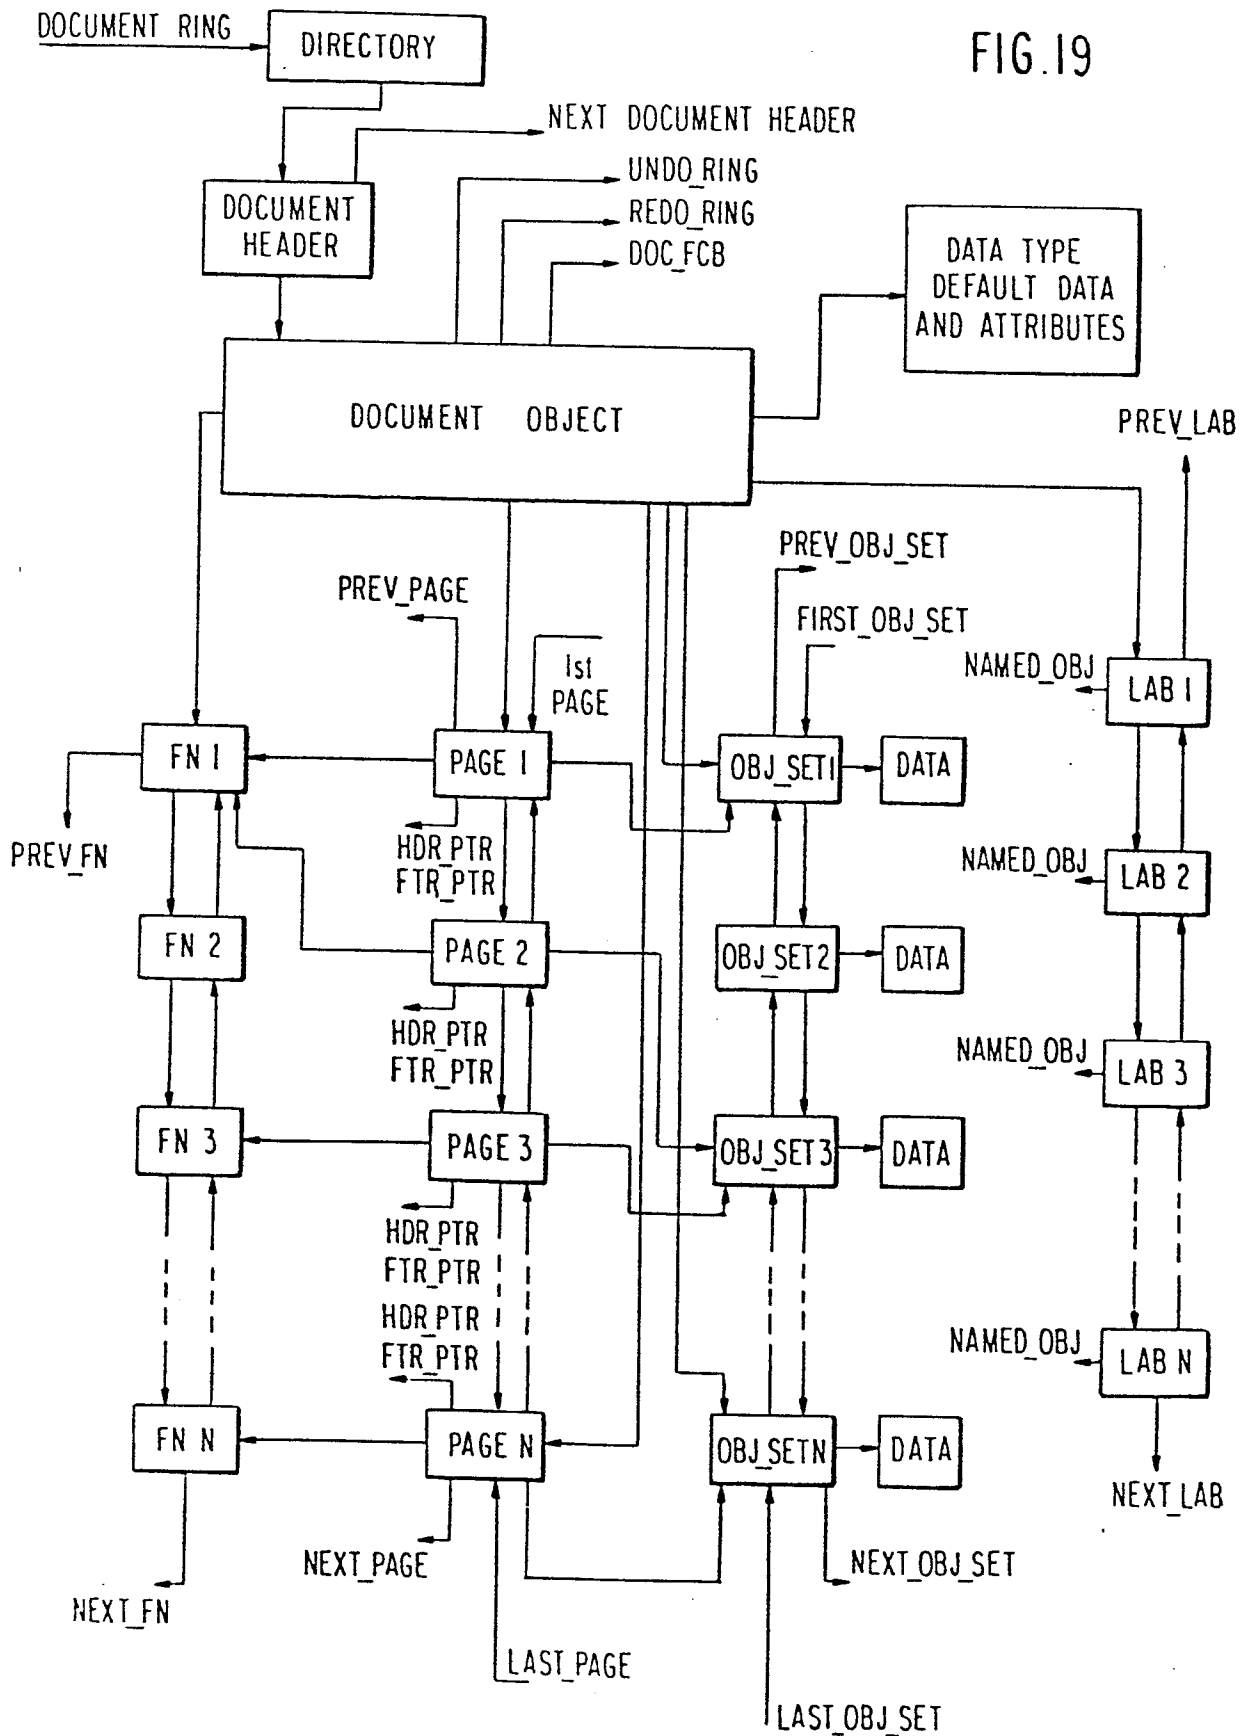 DOCUMENT RING
DIRECTORY
FIG.19
NEXT DOCUMENT HEADER
UNDO_RING
DOCUMENT
HEADER
REDO_RING
DOC_FCB
DATA TYPE
DEFAULT DATA
AND ATTRIBUTES
DOCUMENT OBJECT
PREV_LAB
PREV_OBJ_SET
PREV_PAGE
FIRST_OBJ_SET
1st
PAGE
NAMED_OBJ
LAB 1
FN 1
PAGE 1
OBJ_SET1
DATA
PREV_FN
HDR_PTR
FTR_PTR
NAMED_OBJ
LAB 2
FN 2
PAGE 2
OBJ_SET2
DATA
HDR_PTR
FTR_PTR
NAMED_OBJ
LAB 3
FN 3
PAGE 3
OBJ_SET3
DATA
HDR_PTR
FTR_PTR
HDR_PTR
FTR_PTR
NAMED_OBJ
LAB N
FN N
PAGE N
OBJ_SETN
DATA
NEXT_LAB
NEXT_PAGE
NEXT_OBJ_SET
NEXT_FN
LAST_PAGE
LAST_OBJ_SET